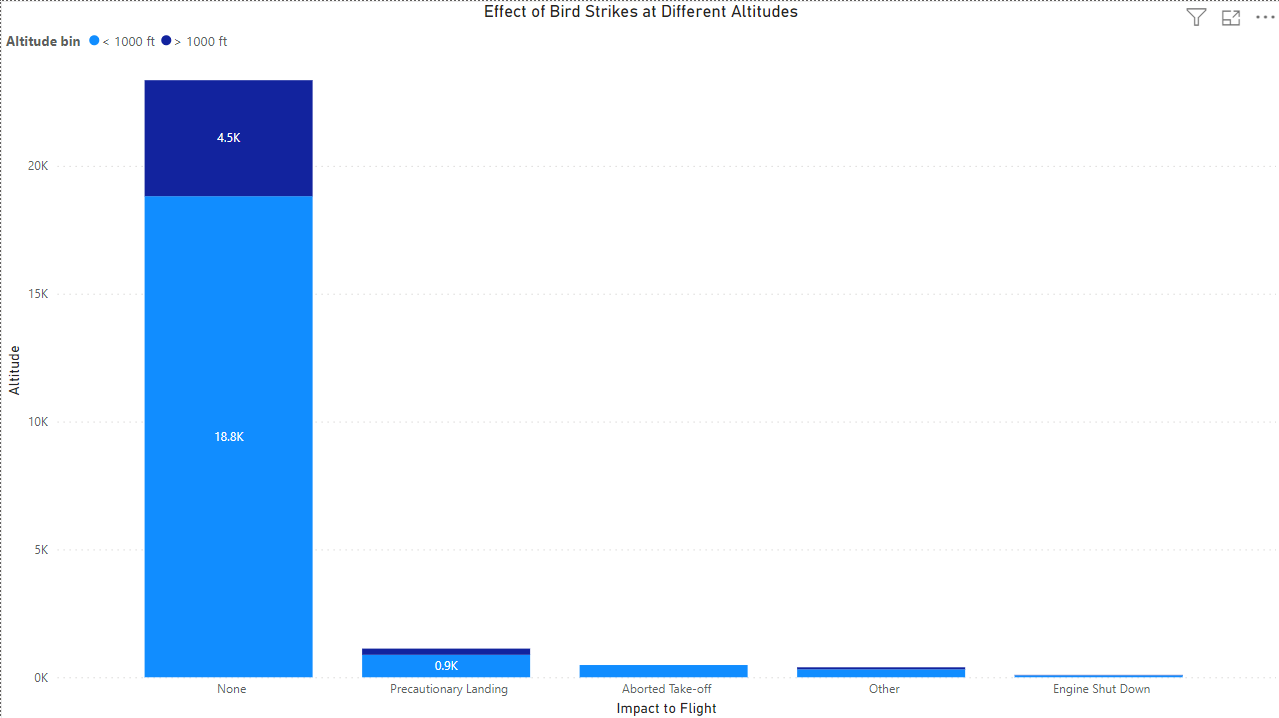 Effect of Bird Strikes at Different Altitudes
Altitude bin < 1000 ft > 1000 ft
4.5K
20K
15K
Altitude
10K
18.8K
5K
0.9K
0K
None Precautionary Landing Aborted Take-off Other Engine Shut Down
Impact to Flight